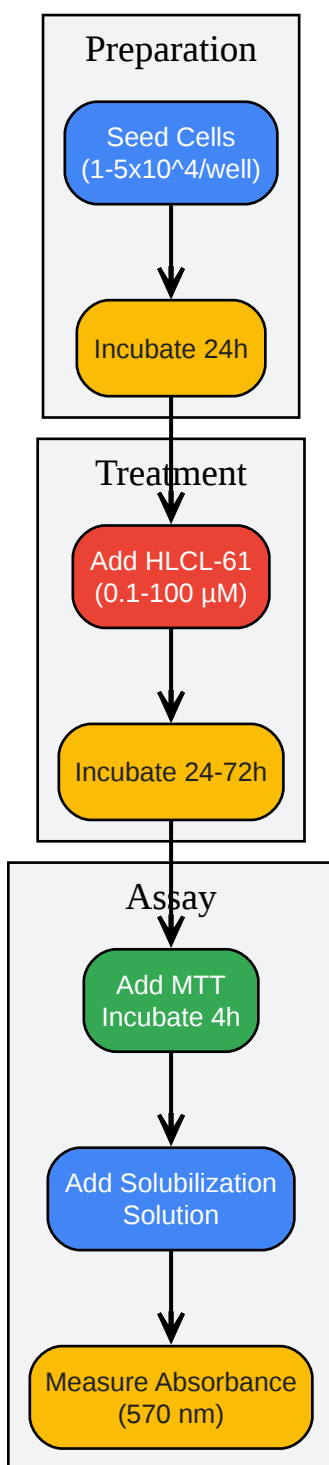 Preparation
Seed Cells
(1-5x10^4/well)
Incubate 24h
Treatment
Add HLCL-61
(0.1-100 µM)
Incubate 24-72h
Assay
Add MTT
Incubate 4h
Add Solubilization
Solution
Measure Absorbance
(570 nm)